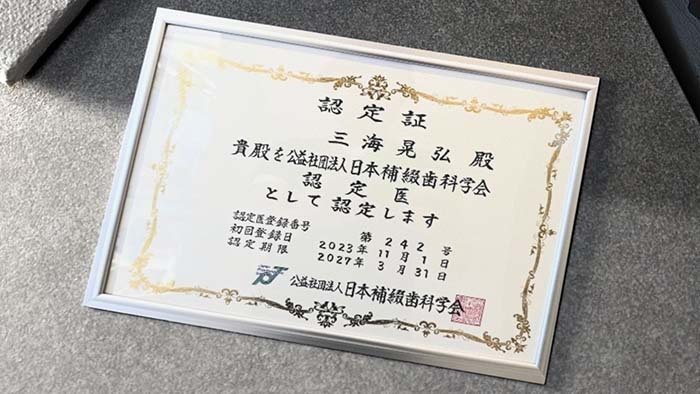 認定証
三海晃弘 殿
貴殿を公益社団法人日本補綴歯科学会
認定医
として認定します
認定医登録番号 第242号
初回登録日 2023年11月1日
認定期限 2027年3月31日
公益社団法人日本補綴歯科学会